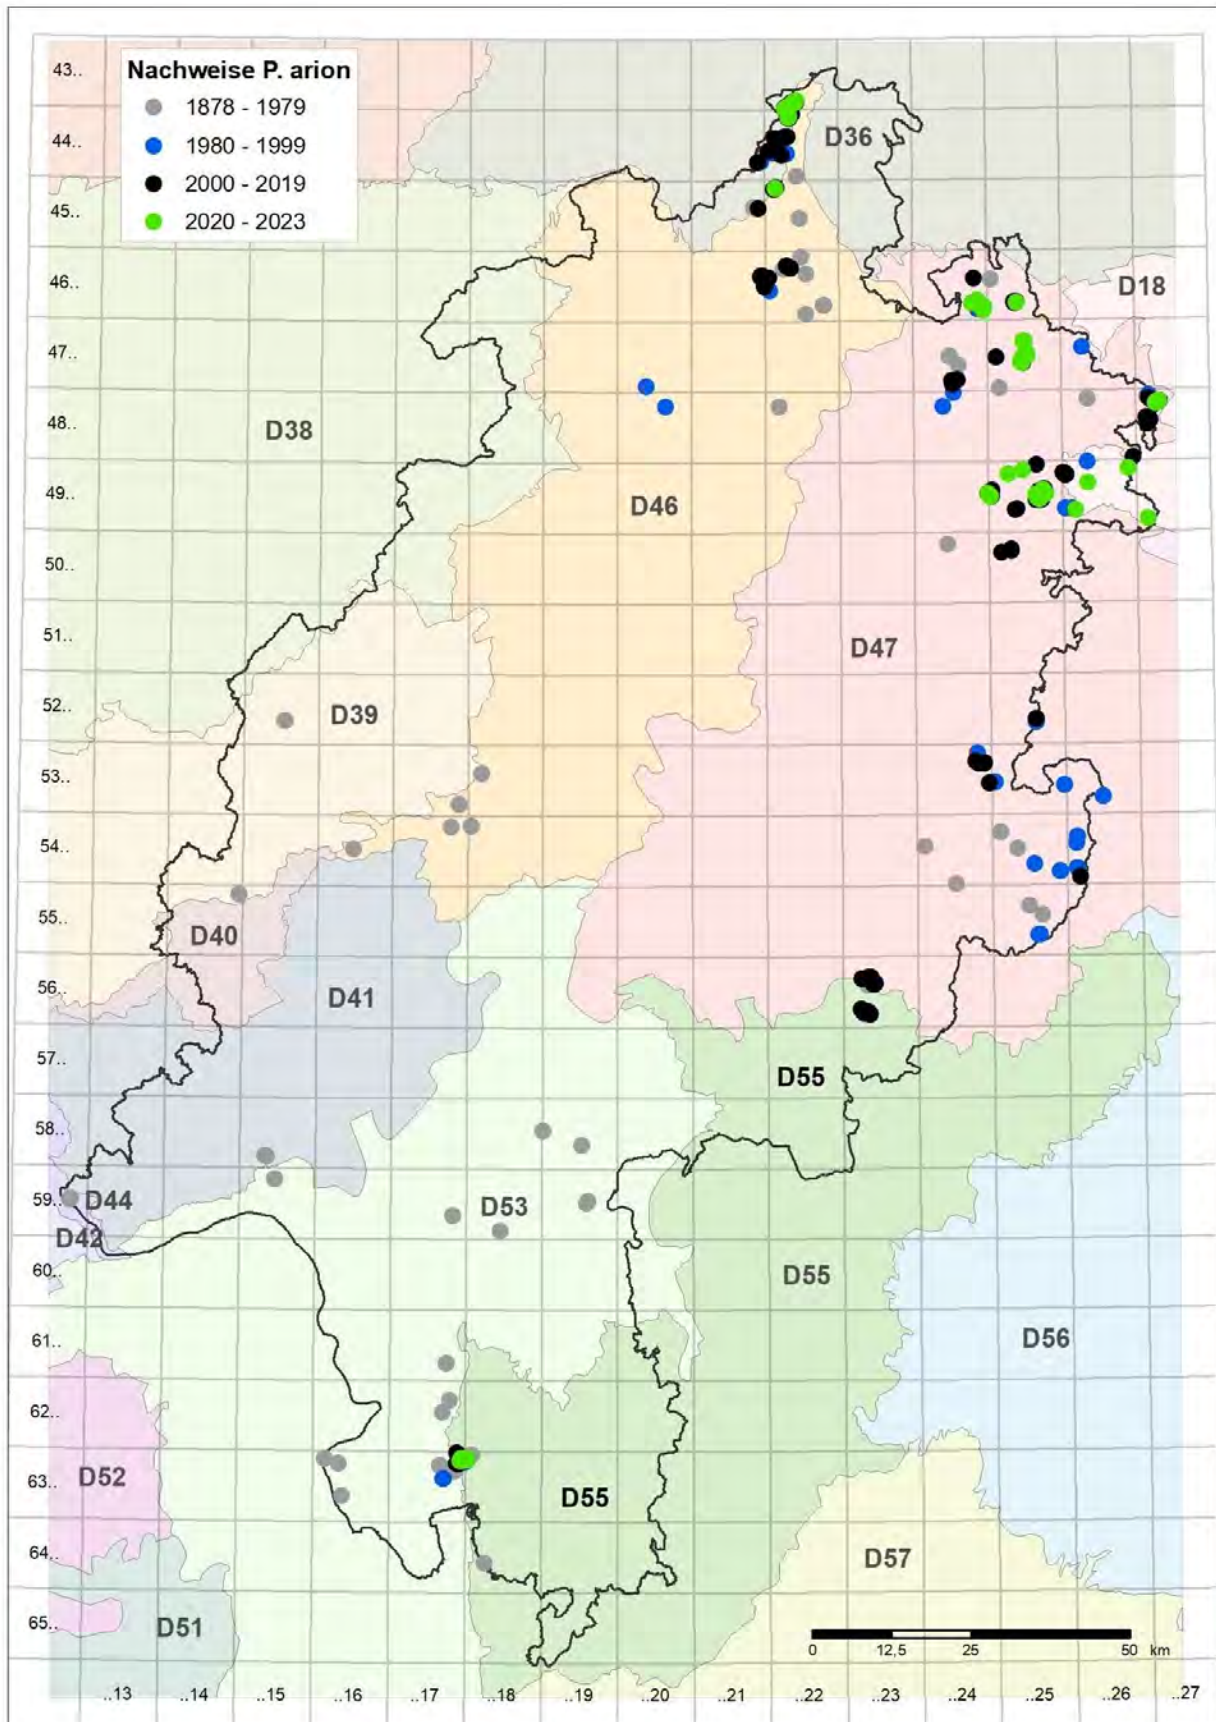 Nachweise P. arion
1878 - 1979
1980 - 1999
2000 - 2019
2020 - 2023
43..
44..
45..
46..
47..
48..
49..
50..
51..
52..
53..
54..
55..
56..
57..
58..
59..
60..
61..
62..
63..
64..
65..
D36
D18
D38
D46
D47
D39
D40
D41
D55
D44
D53
D42
D55
D56
D52
D55
D57
D51
0 12,5 25 50 km
..13 ..14 ..15 ..16 ..17 ..18 ..19 ..20 ..21 ..22 ..23 ..24 ..25 ..26 ..27